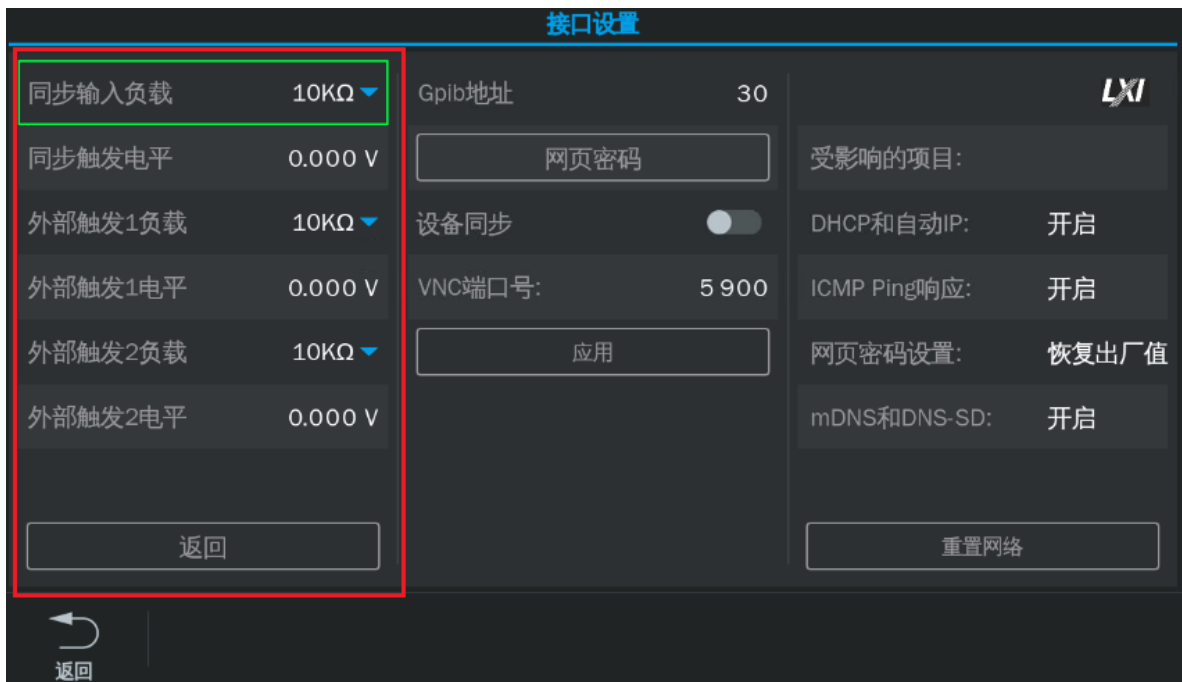 接口设置
同步输入负载 10KΩ
同步触发电平 0.000 V
外部触发1负载 10KΩ
外部触发1电平 0.000 V
外部触发2负载 10KΩ
外部触发2电平 0.000 V
返回
Gpib地址 30
网页密码
设备同步
VNC端口号: 5900
应用
LXI
受影响的项目:
DHCP和自动IP: 开启
ICMP Ping响应: 开启
网页密码设置: 恢复出厂值
mDNS和DNS-SD: 开启
重置网络
返回